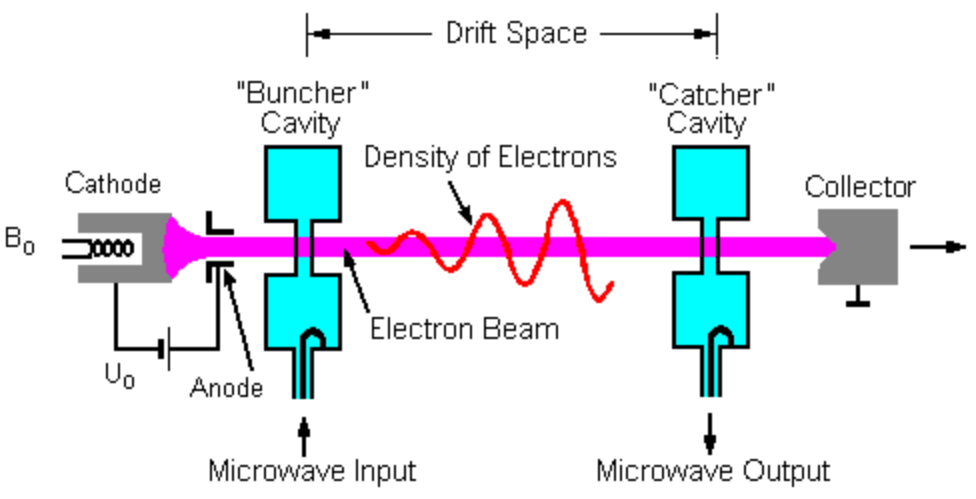 Drift Space
"Buncher"
Cavity
"Catcher"
Cavity
Density of Electrons
Cathode
Collector
B₀
Electron Beam
U₀
Anode
Microwave Input
Microwave Output